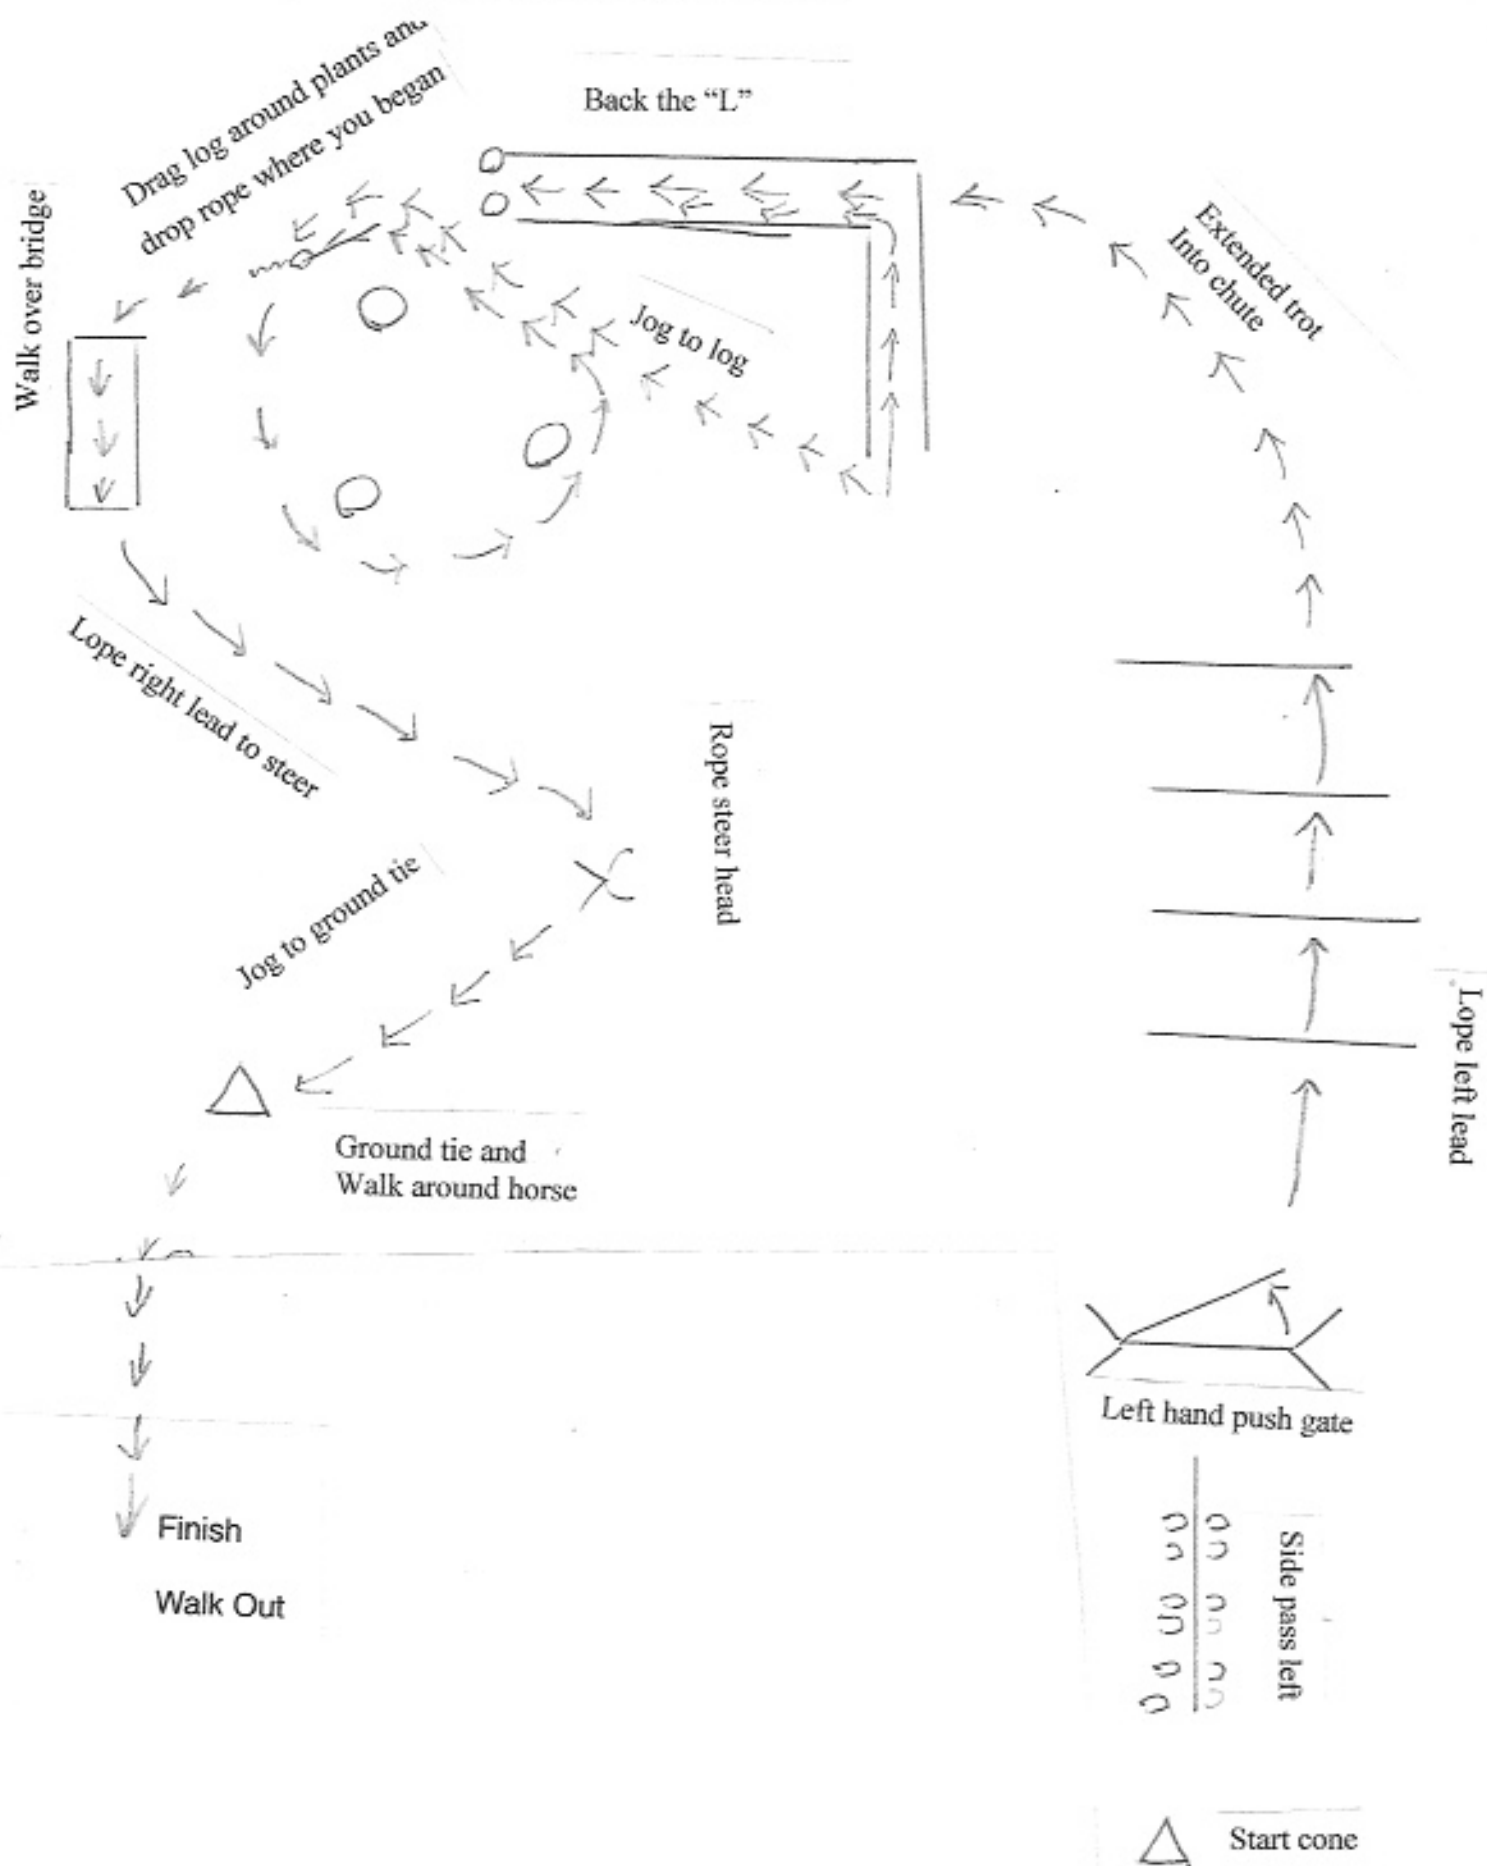 Drag log around plants and
drop rope where you began
Back the “L”
Walk over bridge
Extended trot
Into chute
Jog to log
Lope right lead to steer
Rope steer head
Jog to ground tie
Lope left lead
Ground tie and
Walk around horse
Left hand push gate
Finish
Side pass left
Walk Out
Start cone